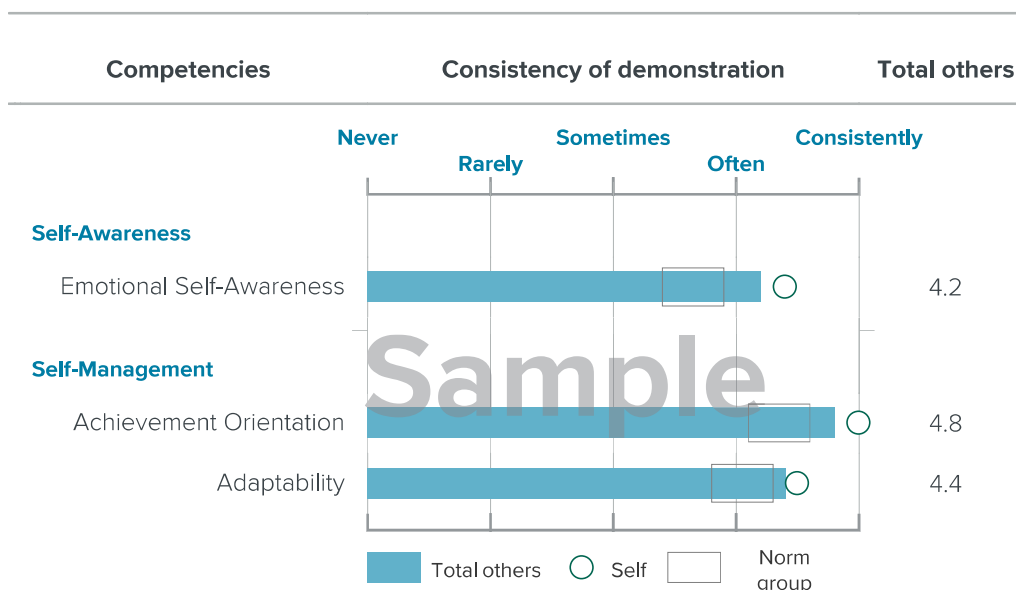 Competencies Consistency of demonstration Total others
Never Sometimes Consistently
Rarely Often
Self-Awareness
Emotional Self-Awareness 4.2
Sample
Self-Management
Achievement Orientation 4.8
Adaptability 4.4
Total others Self Norm
group